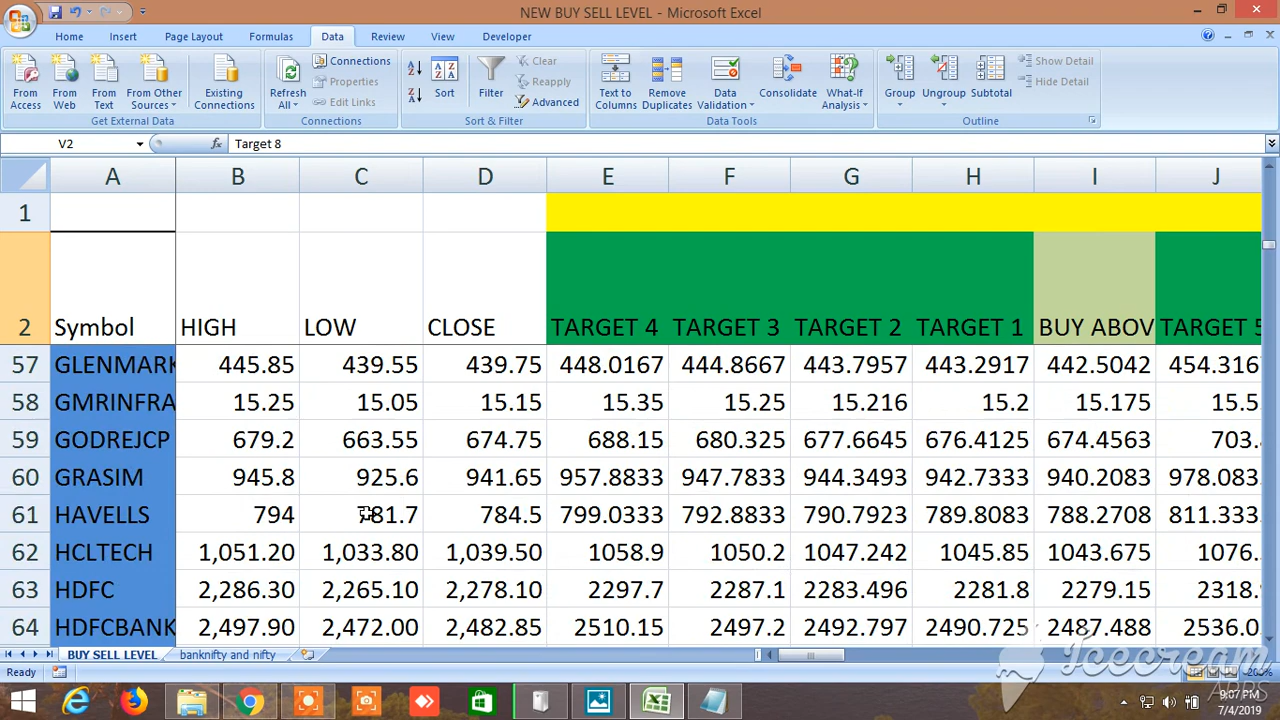 NEW BUY SELL LEVEL - Microsoft Excel
Home Insert Page Layout Formulas Data Review View Developer
From Access From Web From Text From Other Sources Existing Connections
Get External Data
Refresh All Connections Properties Edit Links
Connections
Sort Filter Clear Reapply Advanced
Sort & Filter
Text to Columns Remove Duplicates Data Validation Consolidate What-If Analysis
Data Tools
Group Ungroup Subtotal Show Detail Hide Detail
Outline
V2 fx Target 8
A B C D E F G H I J
1
2 Symbol HIGH LOW CLOSE TARGET 4 TARGET 3 TARGET 2 TARGET 1 BUY ABOV TARGET 5
57 GLENMARK 445.85 439.55 439.75 448.0167 444.8667 443.7957 443.2917 442.5042 454.316
58 GMRINFRA 15.25 15.05 15.15 15.35 15.25 15.216 15.2 15.175 15.5
59 GODREJCP 679.2 663.55 674.75 688.15 680.325 677.6645 676.4125 674.4563 703.
60 GRASIM 945.8 925.6 941.65 957.8833 947.7833 944.3493 942.7333 940.2083 978.083
61 HAVELLS 794 781.7 784.5 799.0333 792.8833 790.7923 789.8083 788.2708 811.333
62 HCLTECH 1,051.20 1,033.80 1,039.50 1058.9 1050.2 1047.242 1045.85 1043.675 1076.
63 HDFC 2,286.30 2,265.10 2,278.10 2297.7 2287.1 2283.496 2281.8 2279.15 2318.
64 HDFCBANK 2,497.90 2,472.00 2,482.85 2510.15 2497.2 2492.797 2490.725 2487.488 2536.0
BUY SELL LEVEL banknifty and nifty
Ready 200%
Icecream
APPS
9:07 PM
7/4/2019